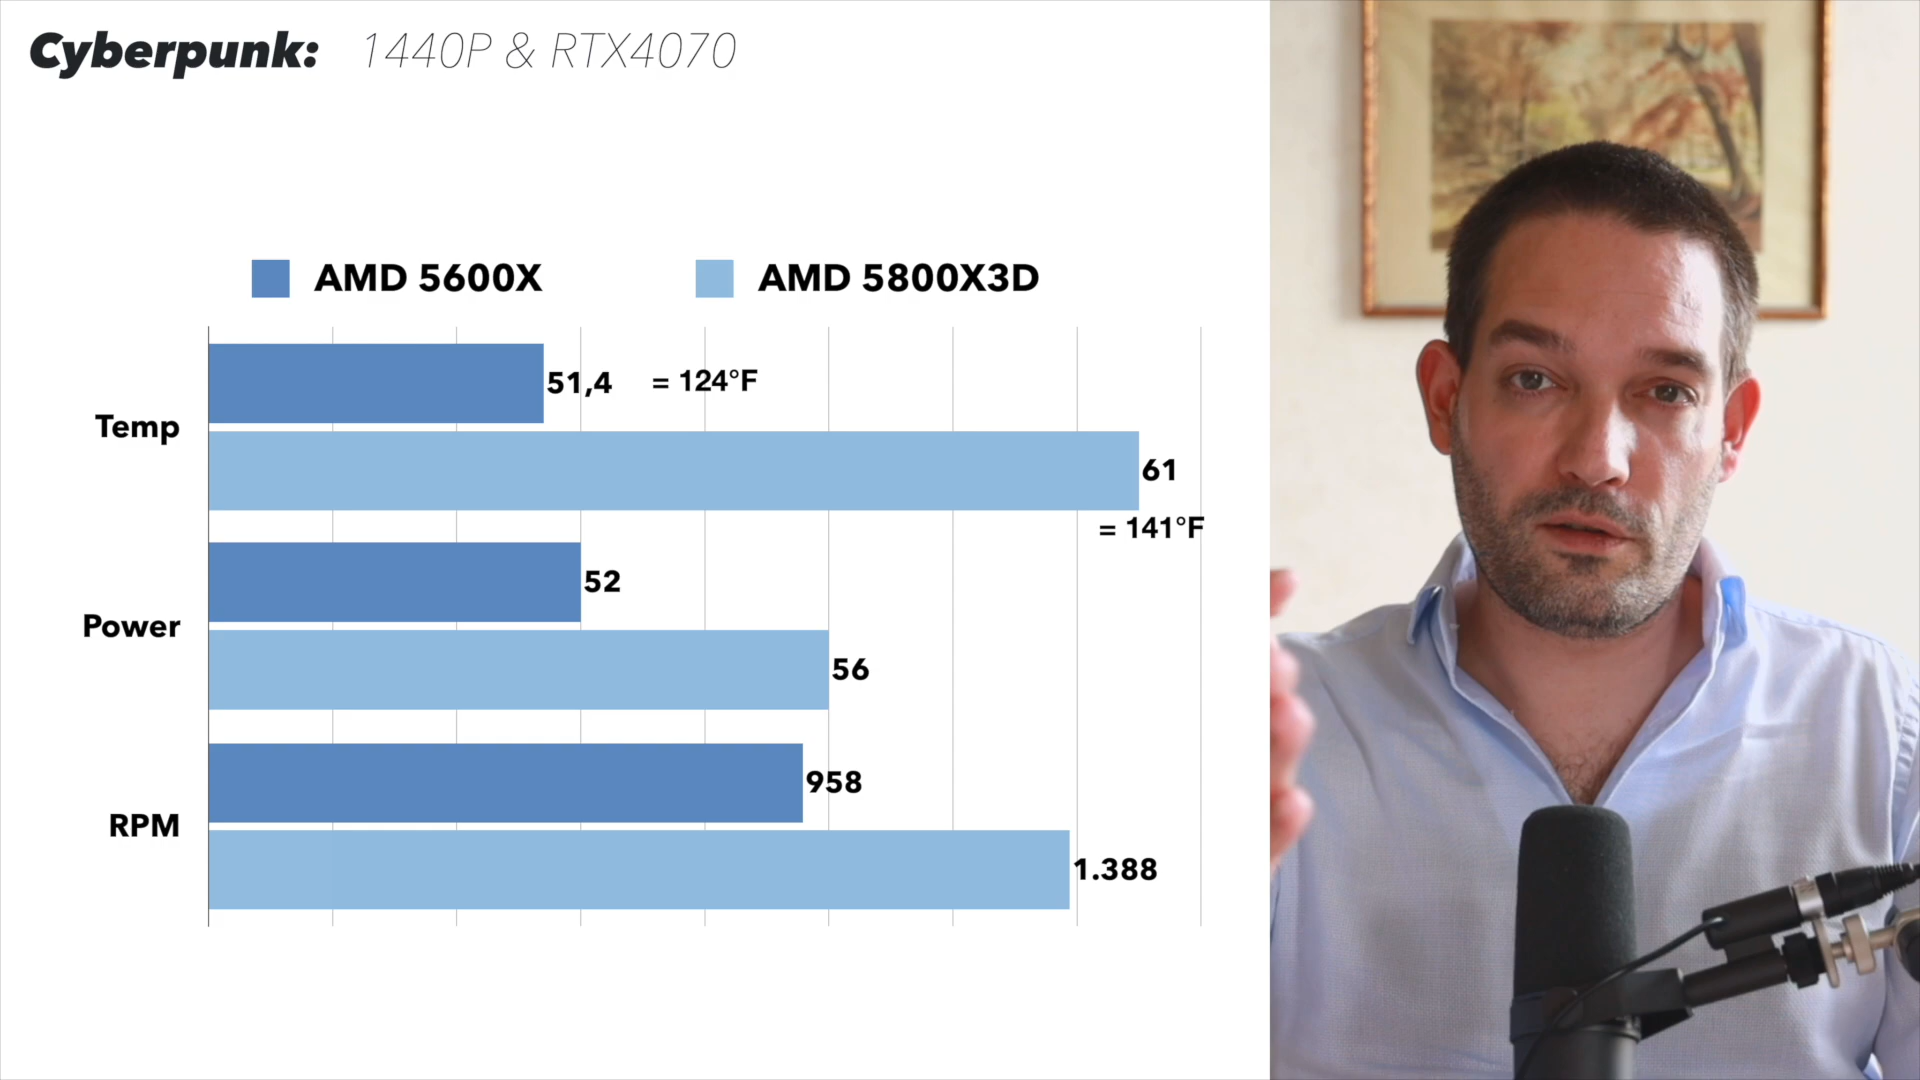 Cyberpunk: 1440P & RTX4070
AMD 5600X AMD 5800X3D
Temp
51,4 = 124°F
61
= 141°F
Power
52
56
RPM
958
1.388